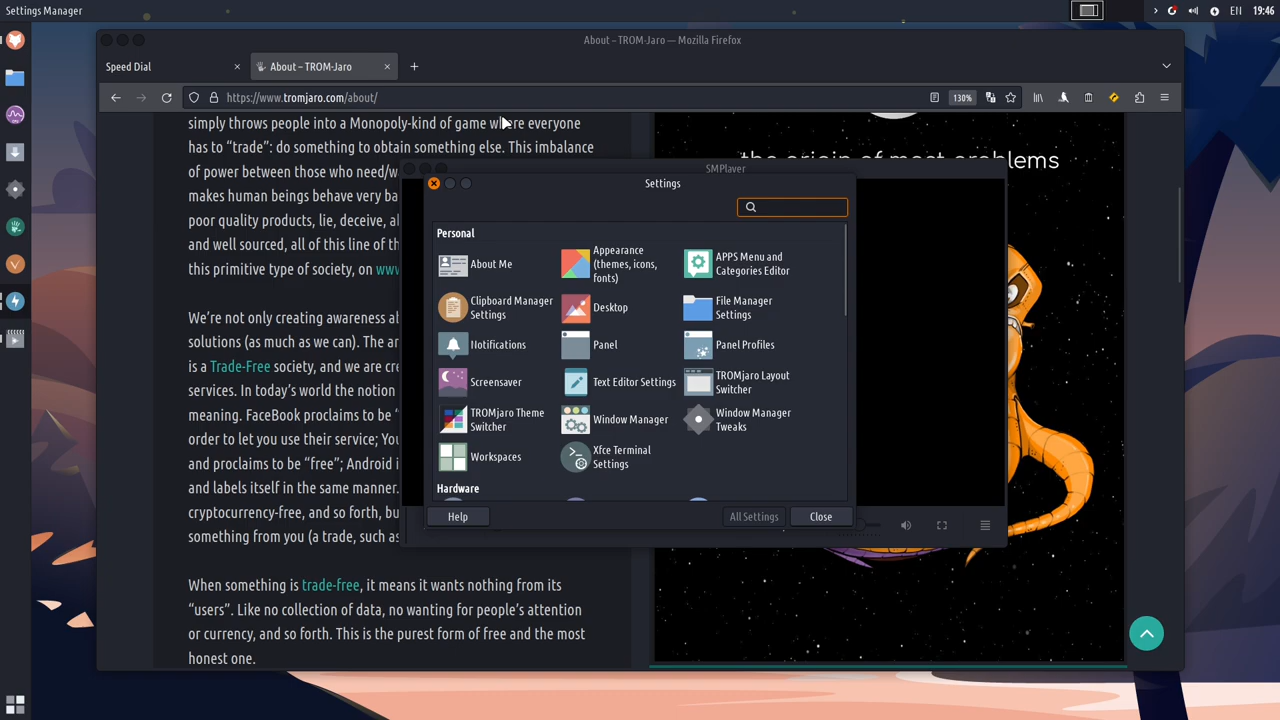 Settings Manager
EN
19:46
About – TROM-Jaro — Mozilla Firefox
Speed Dial
About – TROM-Jaro
https://www.tromjaro.com/about/
130%
simply throws people into a Monopoly-kind of game where everyone
has to “trade”: do something to obtain something else. This imbalance
of power between those who need/w
makes human beings behave very ba
poor quality products, lie, deceive, al
and well sourced, all of this line of th
this primitive type of society, on www
We’re not only creating awareness ab
solutions (as much as we can). The an
is a Trade-Free society, and we are cre
services. In today’s world the notion
meaning. FaceBook proclaims to be “
order to let you use their service; You
and proclaims to be “free”; Android i
and labels itself in the same manner.
cryptocurrency-free, and so forth, bu
something from you (a trade, such as
When something is trade-free, it means it wants nothing from its
“users”. Like no collection of data, no wanting for people’s attention
or currency, and so forth. This is the purest form of free and the most
honest one.
the origin of most problems
SMPlayer
Settings
Personal
About Me
Appearance
(themes, icons,
fonts)
APPS Menu and
Categories Editor
Clipboard Manager
Settings
Desktop
File Manager
Settings
Notifications
Panel
Panel Profiles
Screensaver
Text Editor Settings
TROMjaro Layout
Switcher
TROMjaro Theme
Switcher
Window Manager
Window Manager
Tweaks
Workspaces
Xfce Terminal
Settings
Hardware
Help
All Settings
Close